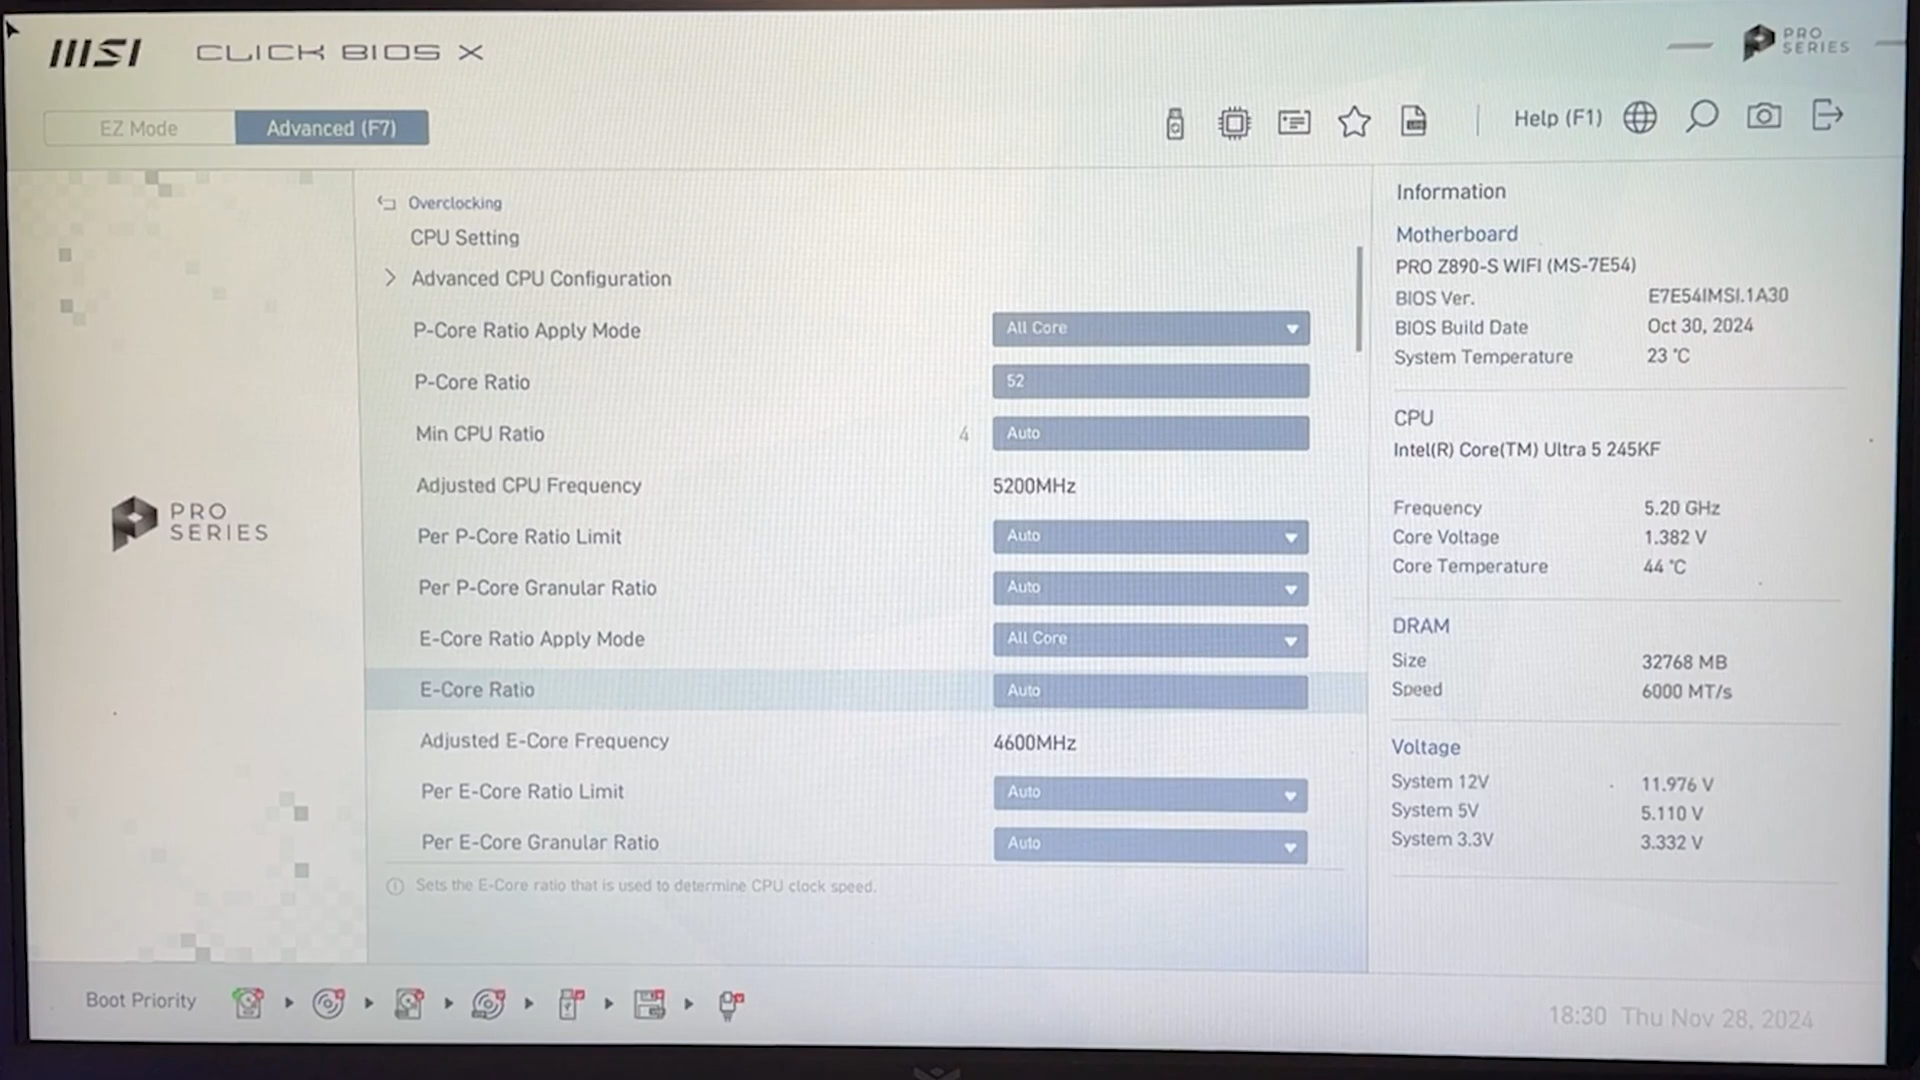 msi CLICK BIOS X
PRO SERIES
EZ Mode
Advanced (F7)
Help (F1)
Overclocking
CPU Setting
Advanced CPU Configuration
P-Core Ratio Apply Mode All Core
P-Core Ratio 52
Min CPU Ratio 4 Auto
Adjusted CPU Frequency 5200MHz
Per P-Core Ratio Limit Auto
Per P-Core Granular Ratio Auto
E-Core Ratio Apply Mode All Core
E-Core Ratio Auto
Adjusted E-Core Frequency 4600MHz
Per E-Core Ratio Limit Auto
Per E-Core Granular Ratio Auto
Sets the E-Core ratio that is used to determine CPU clock speed.
PRO
SERIES
Information
Motherboard
PRO Z890-S WIFI (MS-7E54)
BIOS Ver. E7E54IMSI.1A30
BIOS Build Date Oct 30, 2024
System Temperature 23 °C
CPU
Intel(R) Core(TM) Ultra 5 245KF
Frequency 5.20 GHz
Core Voltage 1.382 V
Core Temperature 44 °C
DRAM
Size 32768 MB
Speed 6000 MT/s
Voltage
System 12V 11.976 V
System 5V 5.110 V
System 3.3V 3.332 V
Boot Priority
18:30 Thu Nov 28, 2024